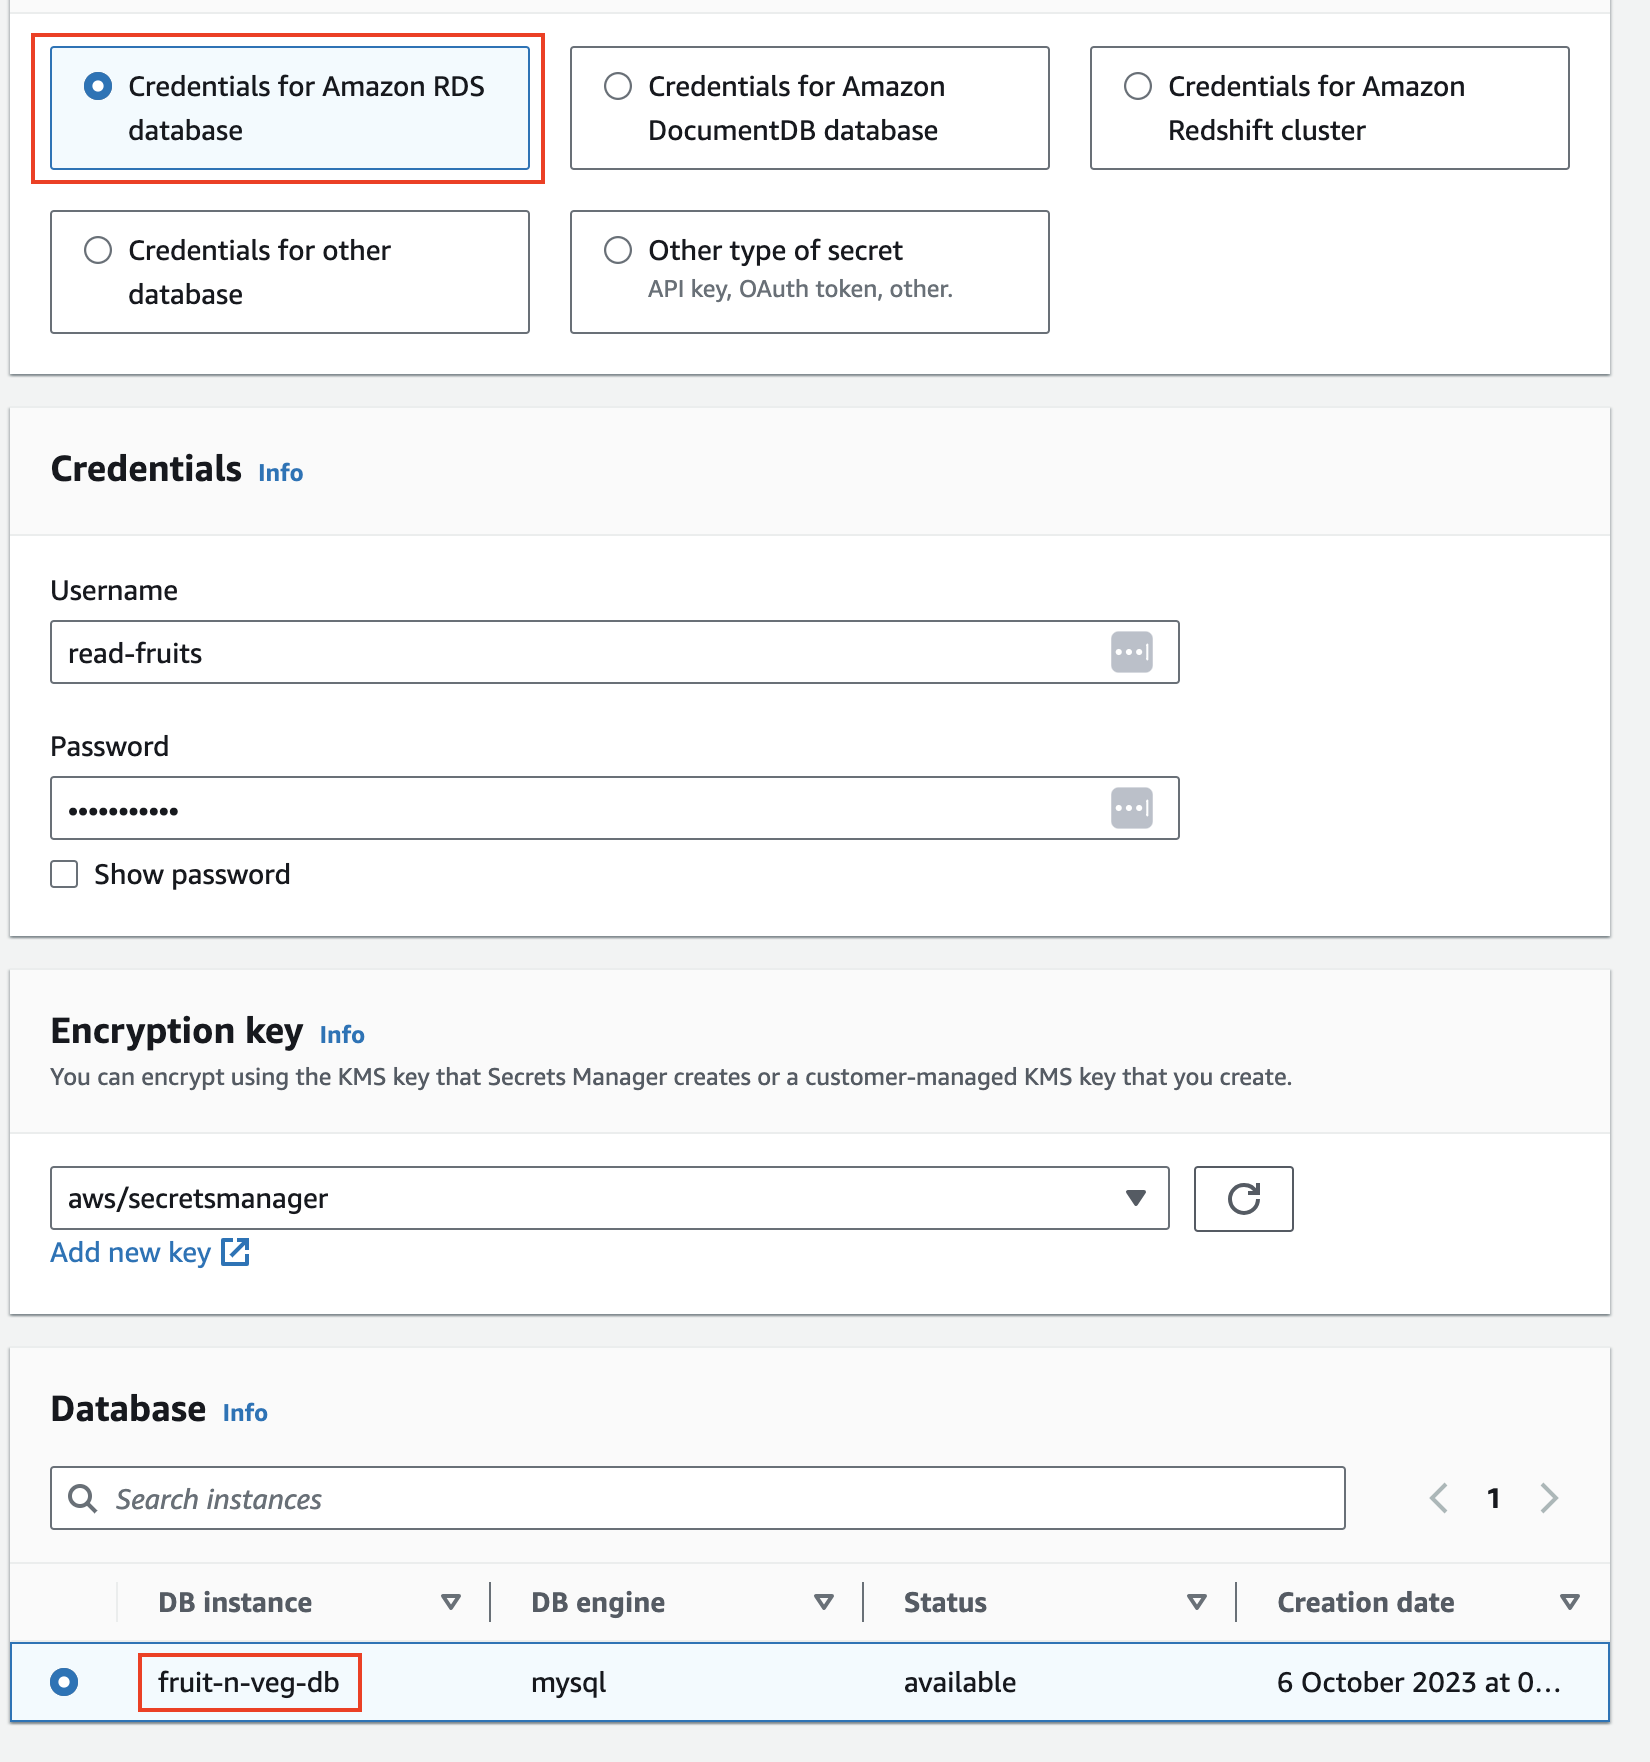 Credentials for Amazon RDS
database
Credentials for Amazon
DocumentDB database
Credentials for Amazon
Redshift cluster
Credentials for other
database
Other type of secret
API key, OAuth token, other.
Credentials Info
Username
read-fruits
Password
•••••••••••
Show password
Encryption key Info
You can encrypt using the KMS key that Secrets Manager creates or a customer-managed KMS key that you create.
aws/secretsmanager
Add new key
Database Info
Search instances
1
DB instance DB engine Status Creation date
fruit-n-veg-db mysql available 6 October 2023 at 0...